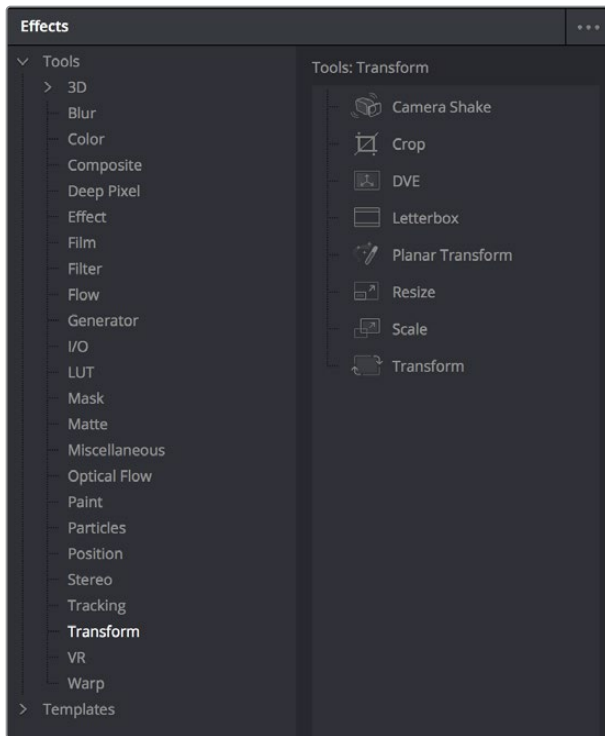 Effects
Tools
3D
Blur
Color
Composite
Deep Pixel
Effect
Film
Filter
Flow
Generator
I/O
LUT
Mask
Matte
Miscellaneous
Optical Flow
Paint
Particles
Position
Stereo
Tracking
Transform
VR
Warp
Templates
Tools: Transform
Camera Shake
Crop
DVE
Letterbox
Planar Transform
Resize
Scale
Transform